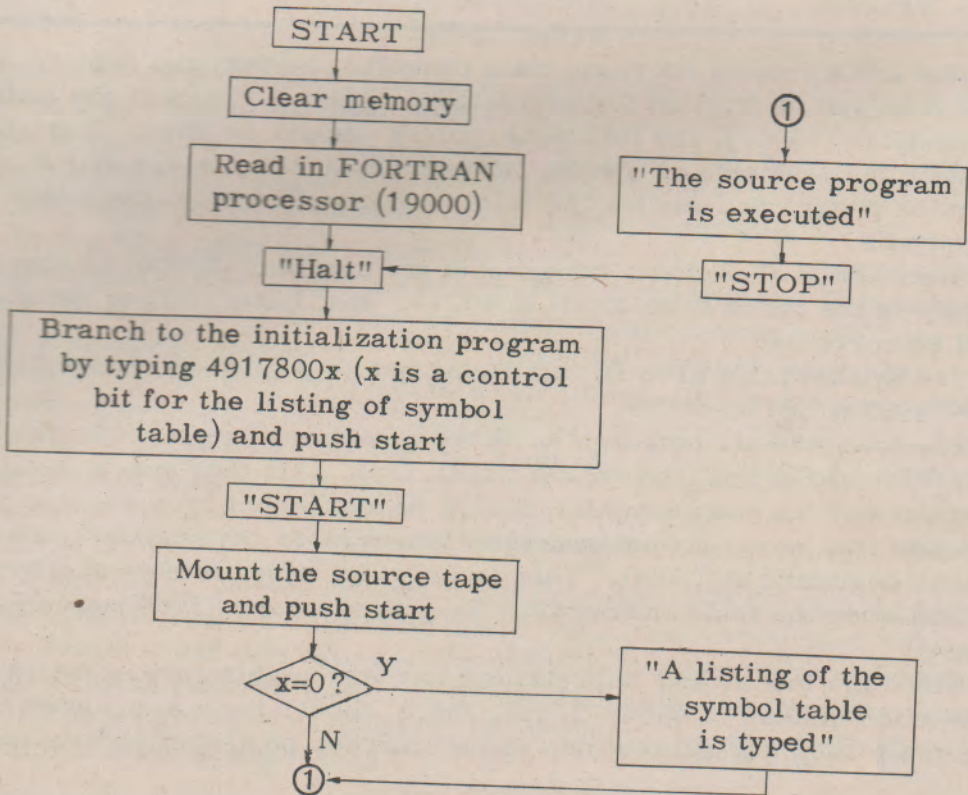 START
Clear memory
Read in FORTRAN
processor (19000)
"Halt"
Branch to the initialization program
by typing 4917800x (x is a control
bit for the listing of symbol
table) and push start
"START"
Mount the source tape
and push start
x=0?
Y
N
1
"A listing of the
symbol table
is typed"
1
"The source program
is executed"
"STOP"